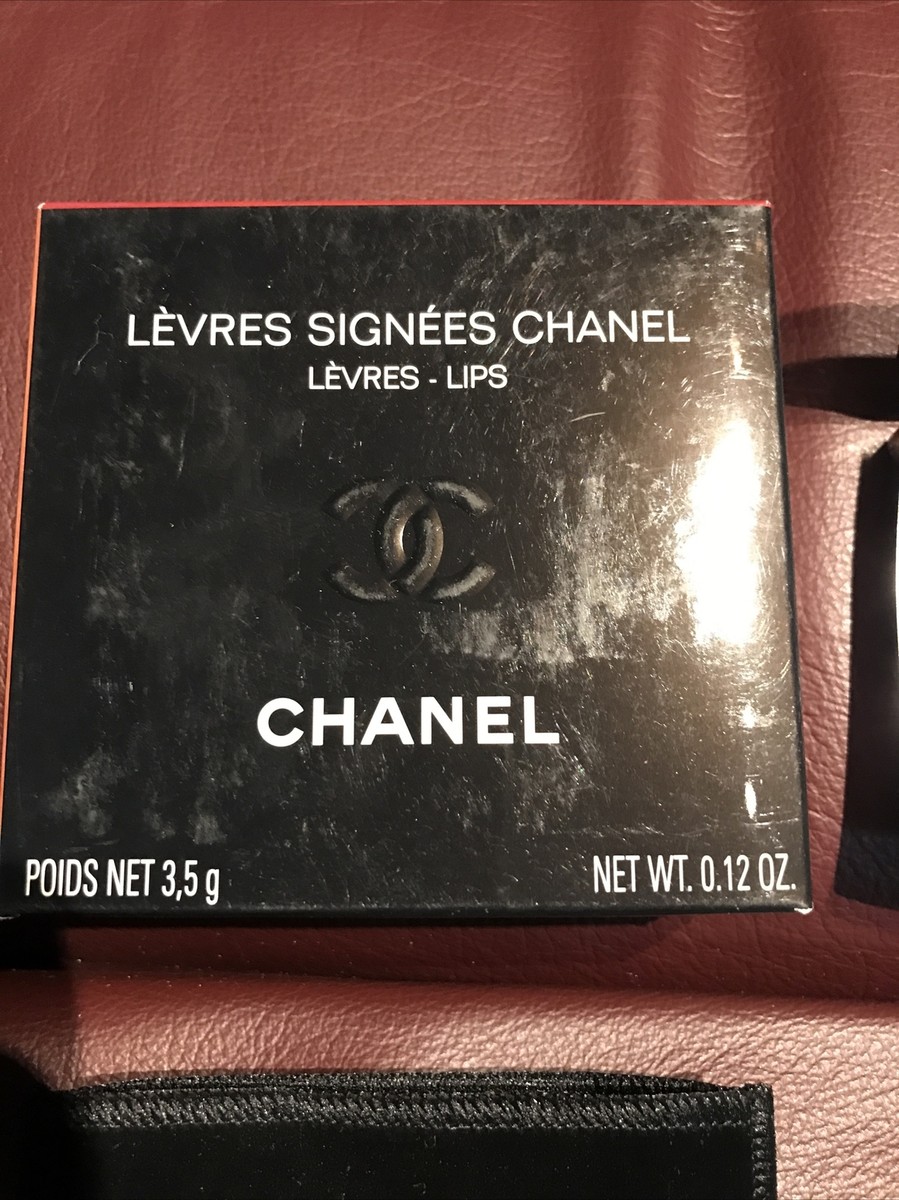 LÈVRES SIGNÉES CHANEL
LÈVRES - LIPS
CHANEL
POIDS NET 3,5 g
NET WT. 0.12 OZ.